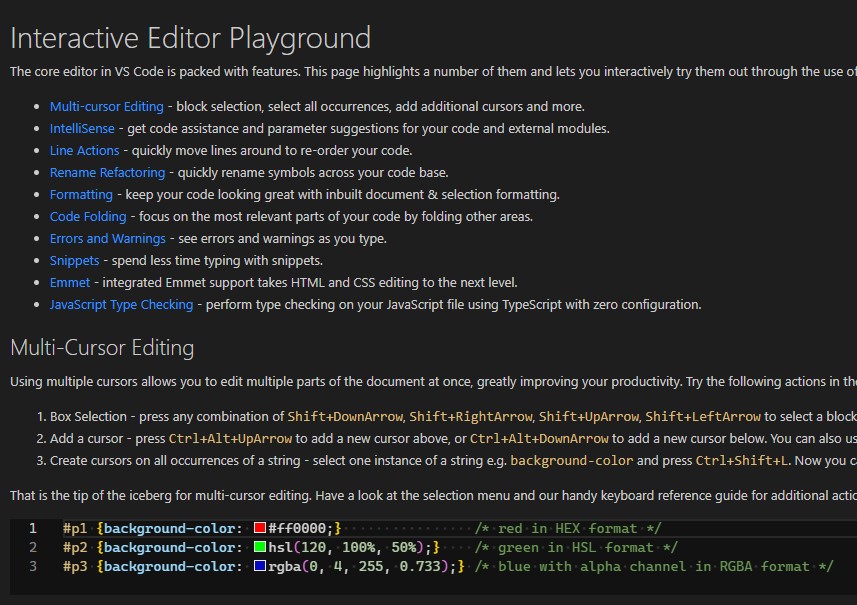 Interactive Editor Playground
The core editor in VS Code is packed with features. This page highlights a number of them and lets you interactively try them out through the use of
• Multi-cursor Editing - block selection, select all occurrences, add additional cursors and more.
• IntelliSense - get code assistance and parameter suggestions for your code and external modules.
• Line Actions - quickly move lines around to re-order your code.
• Rename Refactoring - quickly rename symbols across your code base.
• Formatting - keep your code looking great with inbuilt document & selection formatting.
• Code Folding - focus on the most relevant parts of your code by folding other areas.
• Errors and Warnings - see errors and warnings as you type.
• Snippets - spend less time typing with snippets.
• Emmet - integrated Emmet support takes HTML and CSS editing to the next level.
• JavaScript Type Checking - perform type checking on your JavaScript file using TypeScript with zero configuration.
Multi-Cursor Editing
Using multiple cursors allows you to edit multiple parts of the document at once, greatly improving your productivity. Try the following actions in the
1. Box Selection - press any combination of Shift+DownArrow, Shift+RightArrow, Shift+UpArrow, Shift+LeftArrow to select a block
2. Add a cursor - press Ctrl+Alt+UpArrow to add a new cursor above, or Ctrl+Alt+DownArrow to add a new cursor below. You can also us
3. Create cursors on all occurrences of a string - select one instance of a string e.g. background-color and press Ctrl+Shift+L. Now you c
That is the tip of the iceberg for multi-cursor editing. Have a look at the selection menu and our handy keyboard reference guide for additional actio
1 #p1 {background-color: #ff0000;} /* red in HEX format */
2 #p2 {background-color: hsl(120, 100%, 50%);} /* green in HSL format */
3 #p3 {background-color: rgba(0, 4, 255, 0.733);} /* blue with alpha channel in RGBA format */